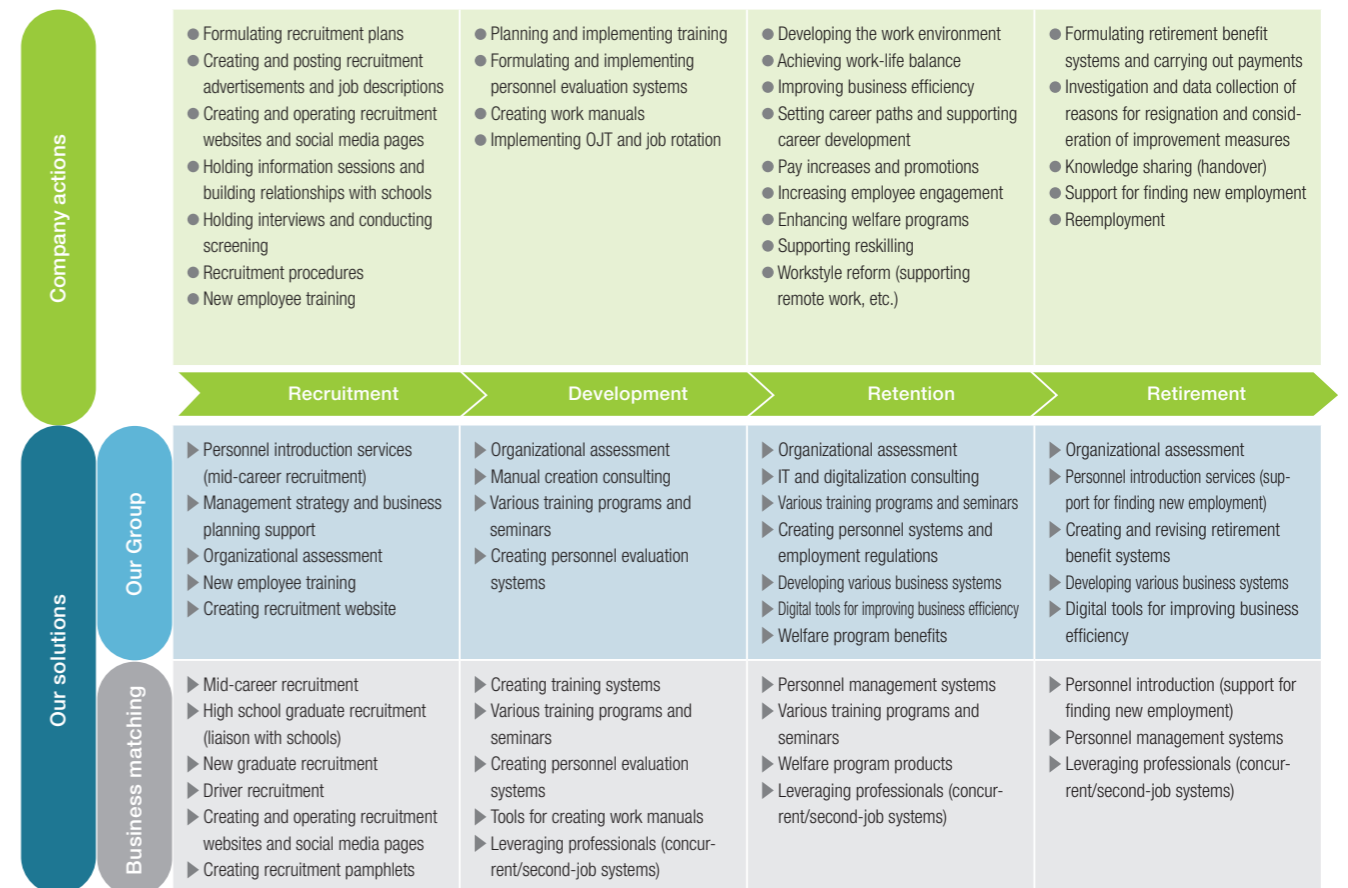 Company actions
Formulating recruitment plans
Creating and posting recruitment
advertisements and job descriptions
Creating and operating recruitment
websites and social media pages
Holding information sessions and
building relationships with schools
Holding interviews and conducting
screening
Recruitment procedures
New employee training
Planning and implementing training
Formulating and implementing
personnel evaluation systems
Creating work manuals
Implementing OJT and job rotation
Developing the work environment
Achieving work-life balance
Improving business efficiency
Setting career paths and supporting
career development
Pay increases and promotions
Increasing employee engagement
Enhancing welfare programs
Supporting reskilling
Workstyle reform (supporting
remote work, etc.)
Formulating retirement benefit
systems and carrying out payments
Investigation and data collection of
reasons for resignation and consid-
eration of improvement measures
Knowledge sharing (handover)
Support for finding new employment
Reemployment
Recruitment
Development
Retention
Retirement
Our solutions
Our Group
Personnel introduction services
(mid-career recruitment)
Management strategy and business
planning support
Organizational assessment
New employee training
Creating recruitment website
Organizational assessment
Manual creation consulting
Various training programs and
seminars
Creating personnel evaluation
systems
Organizational assessment
IT and digitalization consulting
Various training programs and seminars
Creating personnel systems and
employment regulations
Developing various business systems
Digital tools for improving business efficiency
Welfare program benefits
Organizational assessment
Personnel introduction services (sup-
port for finding new employment)
Creating and revising retirement
benefit systems
Developing various business systems
Digital tools for improving business
efficiency
Business matching
Mid-career recruitment
High school graduate recruitment
(liaison with schools)
New graduate recruitment
Driver recruitment
Creating and operating recruitment
websites and social media pages
Creating recruitment pamphlets
Creating training systems
Various training programs and
seminars
Creating personnel evaluation
systems
Tools for creating work manuals
Leveraging professionals (concur-
rent/second-job systems)
Personnel management systems
Various training programs and
seminars
Welfare program products
Leveraging professionals (concur-
rent/second-job systems)
Personnel introduction (support for
finding new employment)
Personnel management systems
Leveraging professionals (concur-
rent/second-job systems)